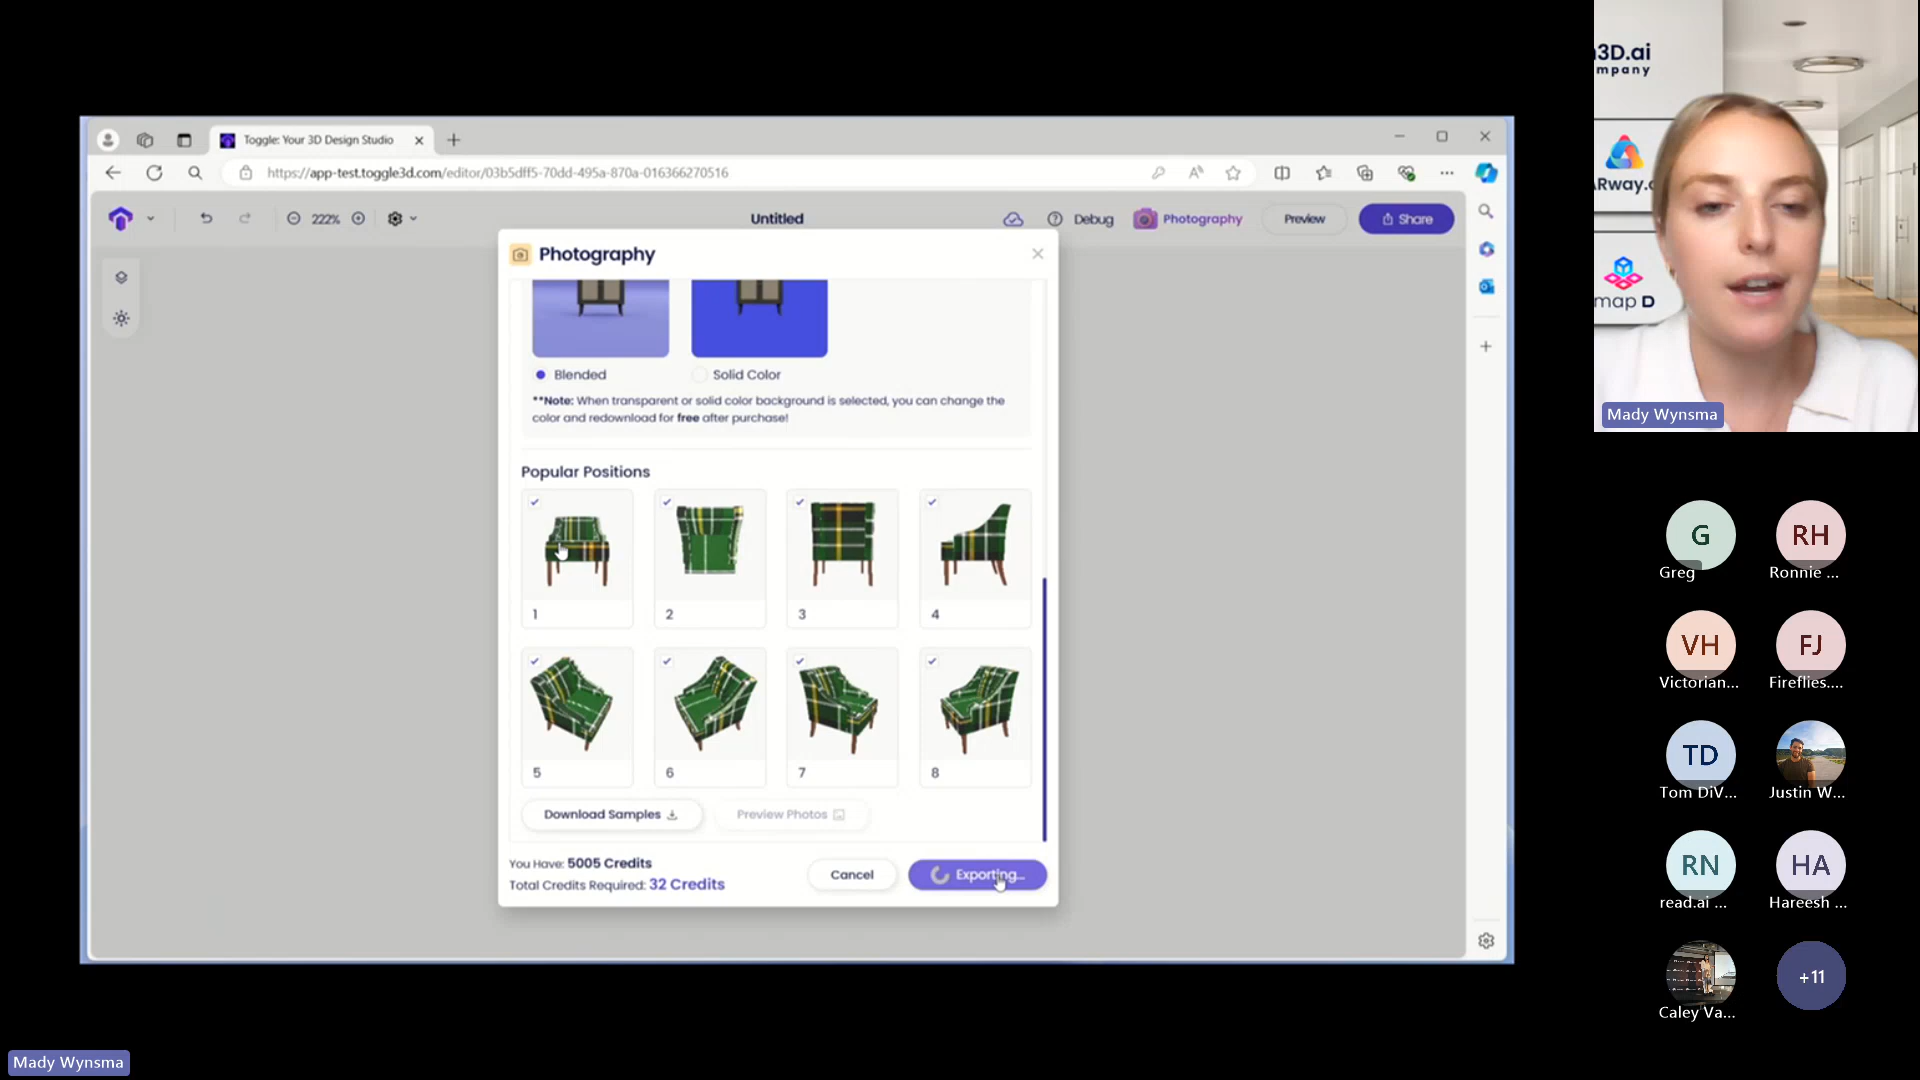 Toggle: Your 3D Design Studio
https://app-test.toggle3d.com/editor/03b5dff5-70dd-495a-870a-016366270516
222%
Untitled
Debug
Photography
Preview
Share
Photography
Blended
Solid Color
**Note: When transparent or solid color background is selected, you can change the
color and redownload for free after purchase!
Popular Positions
1
2
3
4
5
6
7
8
Download Samples
Preview Photos
You Have: 5005 Credits
Total Credits Required: 32 Credits
Cancel
Exporting...
3D.ai
mpany
ARway.c
map D
Mady Wynsma
G
Greg
RH
Ronnie ...
VH
Victorian...
FJ
Fireflies....
TD
Tom DiV...
Justin W...
RN
read.ai ...
HA
Hareesh ...
Caley Va...
+11
Mady Wynsma